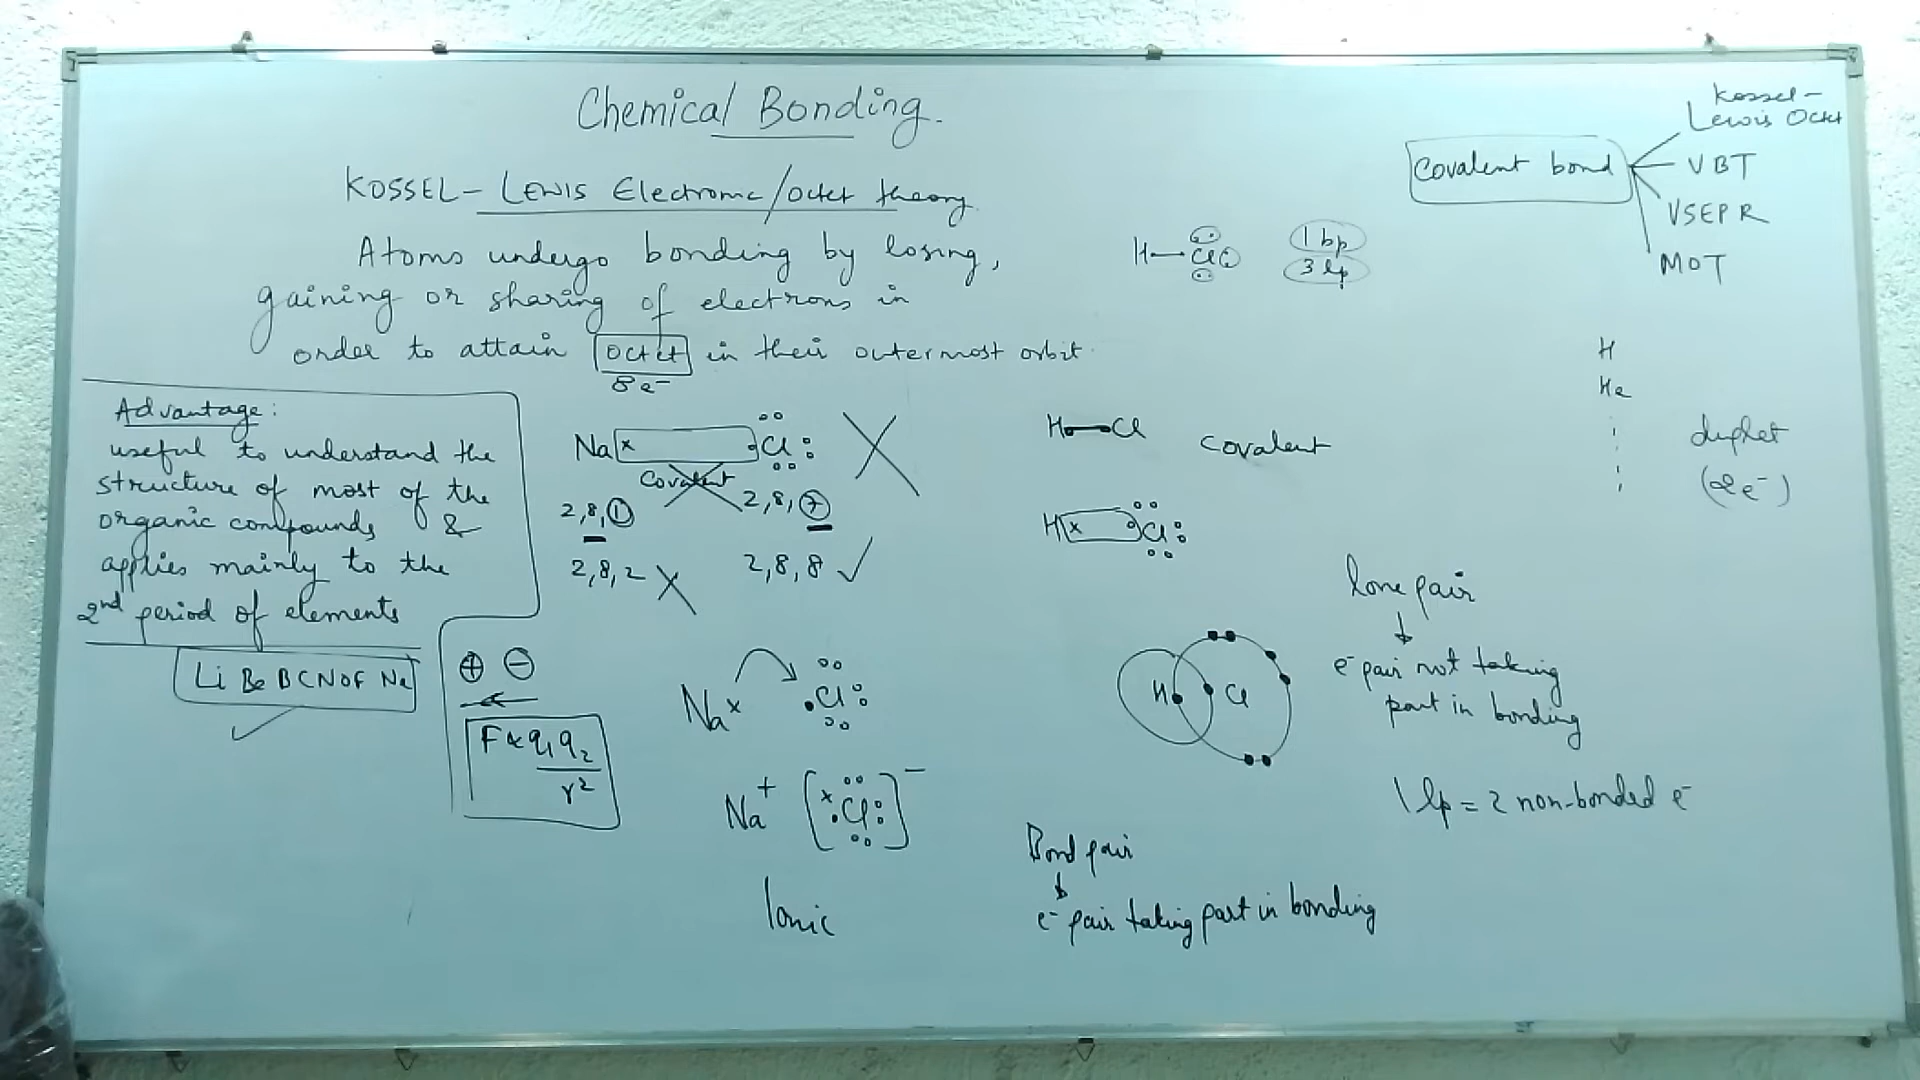 Chemical Bonding.
KOSSEL - LEWIS Electronic/octet theory
Atoms undergo bonding by losing,
gaining or sharing of electrons in
order to attain octet in their outermost orbit.
8e⁻
Advantage:
useful to understand the
structure of most of the
organic compounds &
applies mainly to the
2nd period of elements
Li Be B C N O F Ne
⊕ ⊖
F ∝ q₁q₂
r²
Na x Cl
Covalent
2,8,1 2,8,7
2,8,2 2,8,8 ✓
Na x Cl
Na⁺ [x Cl]⁻
Ionic
H—Cl
1 bp
3 lp
H—Cl covalent
H x Cl
H Cl
Bond pair
↓
e⁻ pair taking part in bonding
Covalent bond
Kossel-
Lewis Octet
VBT
VSEPR
MOT
H
He
duplet
(2e⁻)
lone pair
↓
e⁻ pair not taking
part in bonding
1 lp = 2 non-bonded e⁻